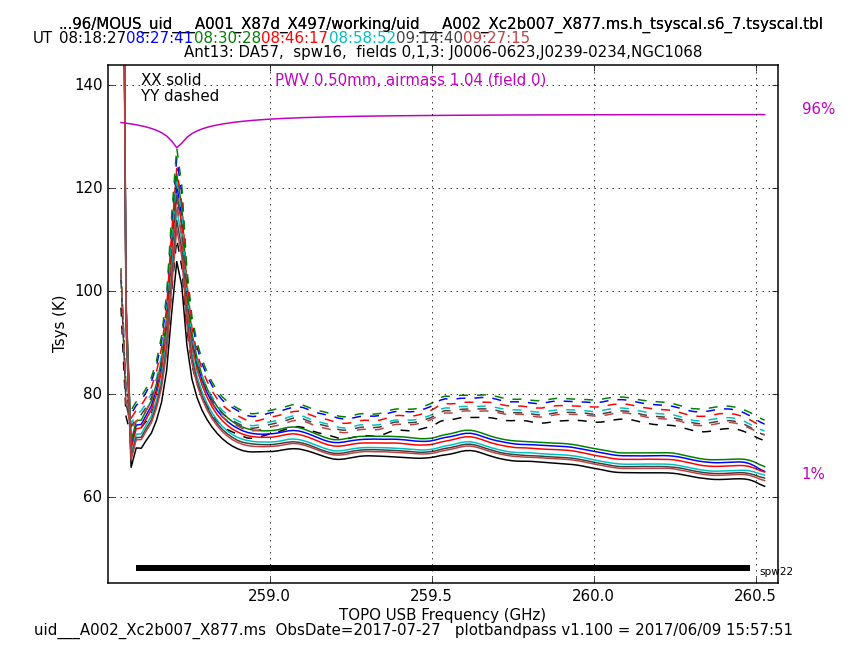 ...96/MOUS_uid___A001_X87d_X497/working/uid___A002_Xc2b007_X877.ms.h_tsyscal.s6_7.tsyscal.tbl
UT 08:18:27 08:27:41 08:30:28 08:46:17 08:58:52 09:14:40 09:27:15
Ant13: DA57, spw16, fields 0,1,3: J0006-0623,J0239-0234,NGC1068
XX solid
YY dashed
PWV 0.50mm, airmass 1.04 (field 0)
96%
1%
140
120
100
80
60
Tsys (K)
spw22
259.0 259.5 260.0 260.5
TOPO USB Frequency (GHz)
uid___A002_Xc2b007_X877.ms ObsDate=2017-07-27 plotbandpass v1.100 = 2017/06/09 15:57:51